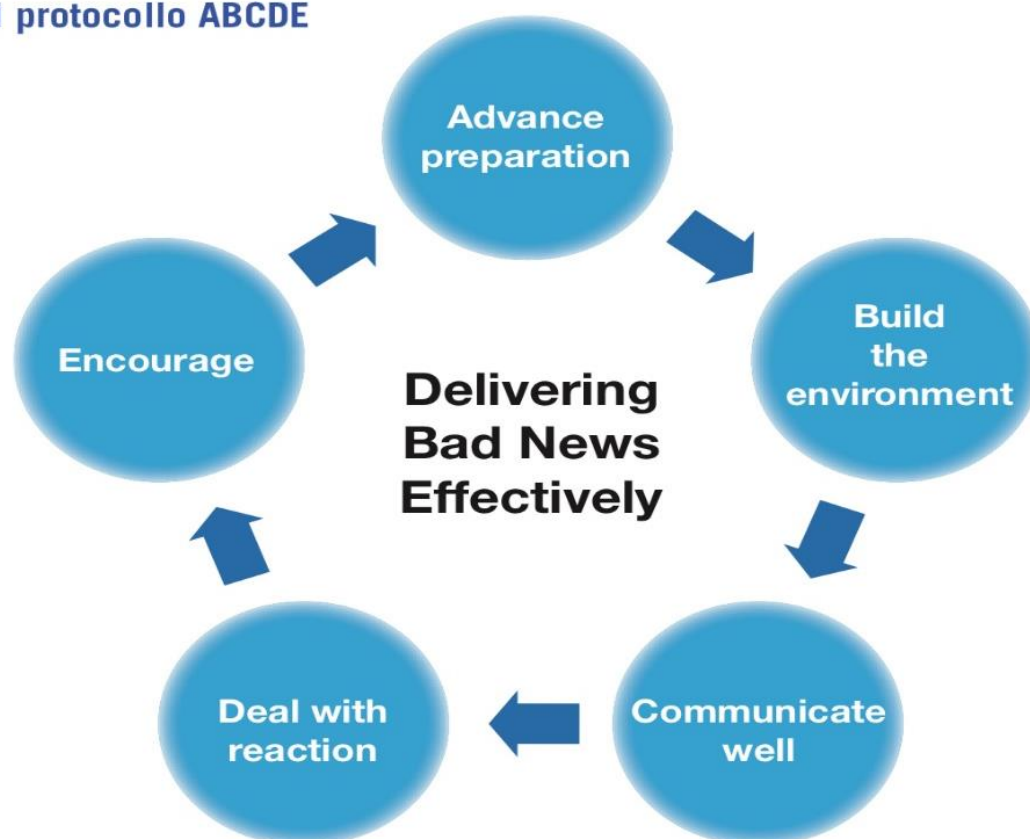 protocollo ABCDE
Advance
preparation
Build
the
environment
Communicate
well
Deal with
reaction
Encourage
Delivering
Bad News
Effectively